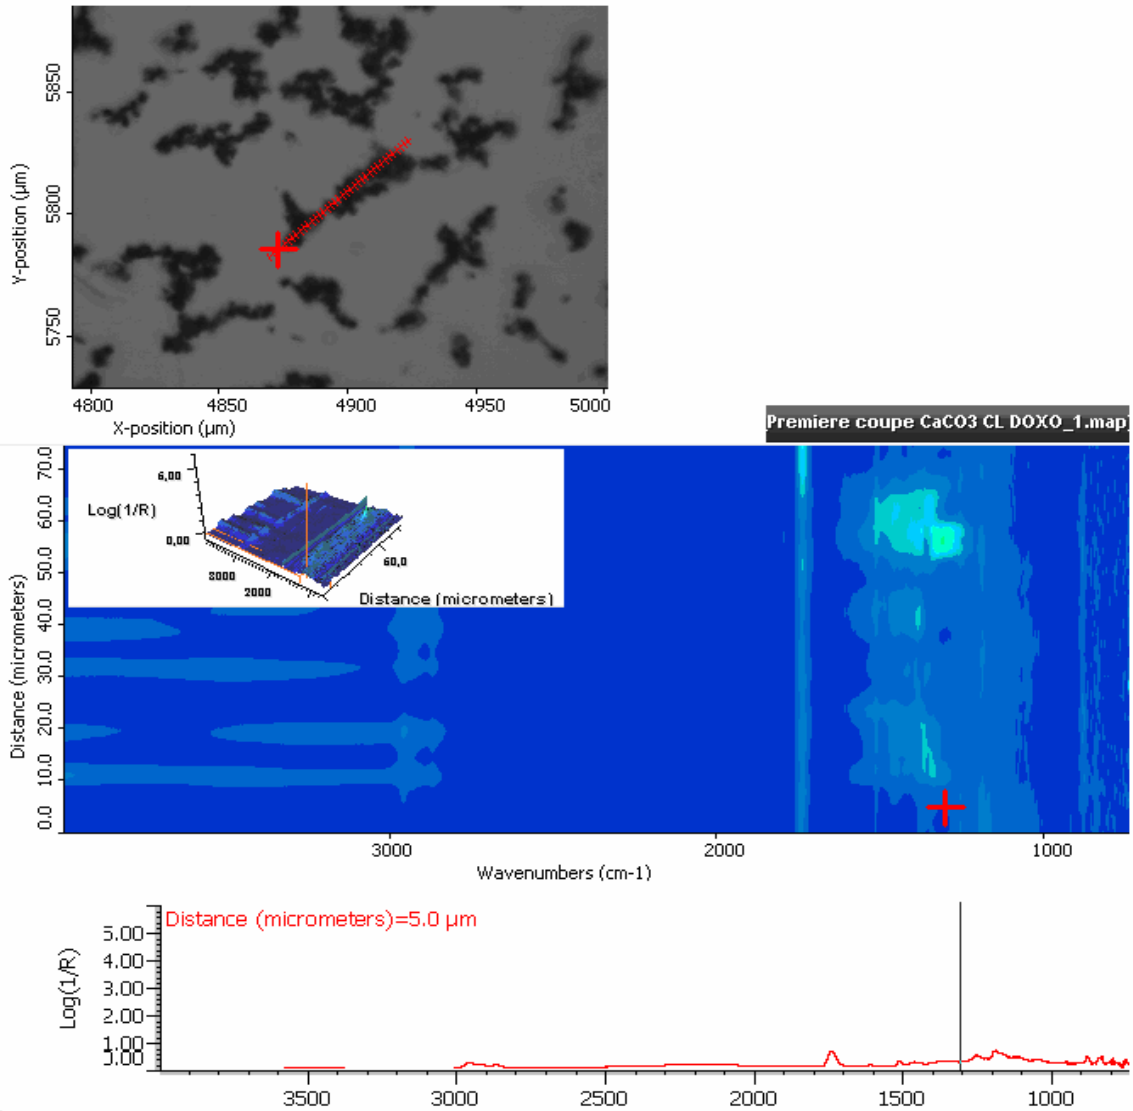 5850
5800
5750
Y-position (µm)
4800 4850 4900 4950 5000
X-position (µm)
Premiere coupe CaCO3 CL DOXO_1.map
70.0
60.0
50.0
40.0
30.0
20.0
10.0
0.0
Distance (micrometers)
6,00
Log(1/R)
0,00
3000
2000
60,0
Distance (micrometers)
3000 2000 1000
Wavenumbers (cm-1)
Distance (micrometers)=5.0 µm
5.00
4.00
3.00
2.00
1.00
Log(1/R)
3500 3000 2500 2000 1500 1000